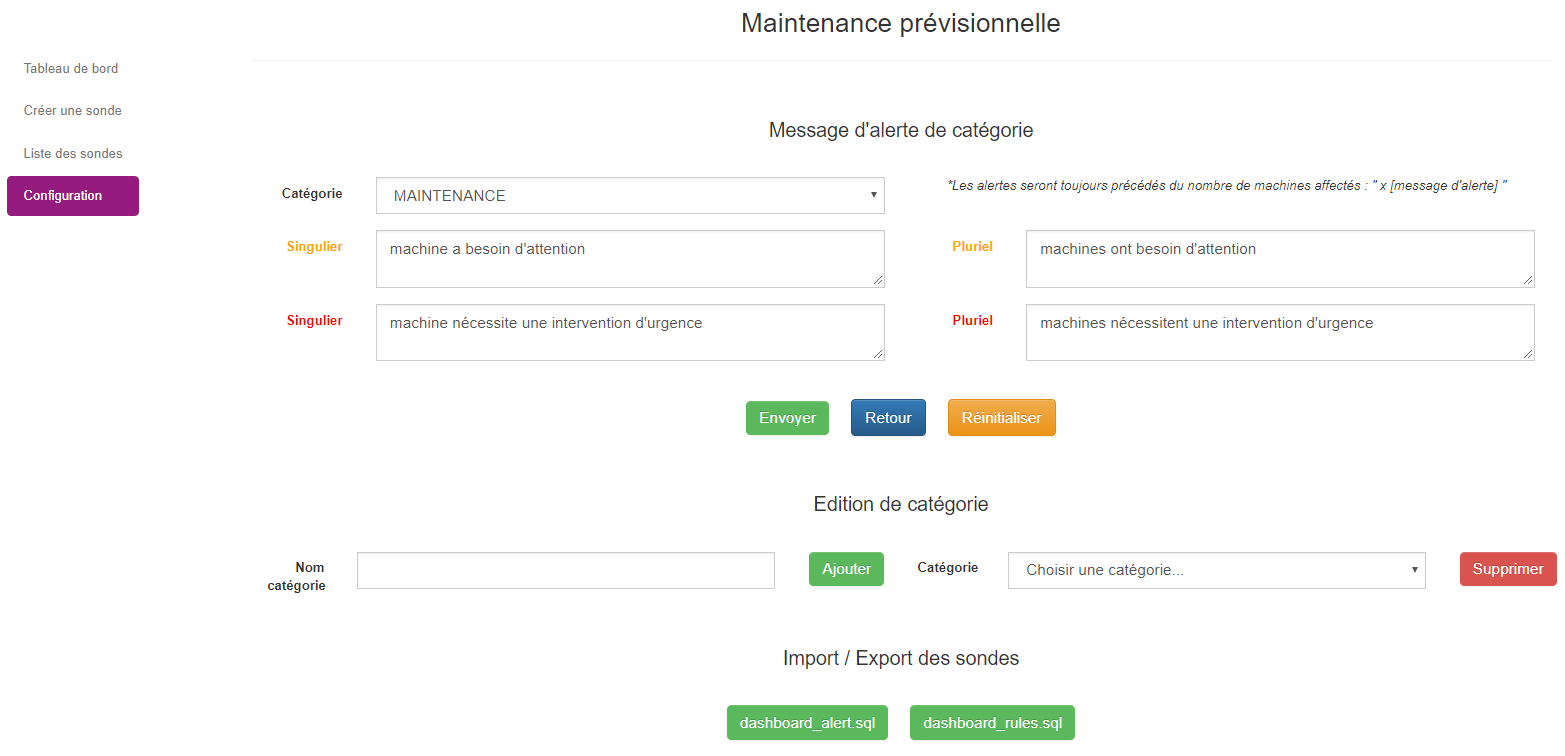 Maintenance prévisionnelle
Tableau de bord
Créer une sonde
Liste des sondes
Configuration
Message d'alerte de catégorie
Catégorie
MAINTENANCE
*Les alertes seront toujours précédés du nombre de machines affectés : " x [message d'alerte] "
Singulier
machine a besoin d'attention
Pluriel
machines ont besoin d'attention
Singulier
machine nécessite une intervention d'urgence
Pluriel
machines nécessitent une intervention d'urgence
Envoyer
Retour
Réinitialiser
Edition de catégorie
Nom
catégorie
Ajouter
Catégorie
Choisir une catégorie...
Supprimer
Import / Export des sondes
dashboard_alert.sql
dashboard_rules.sql